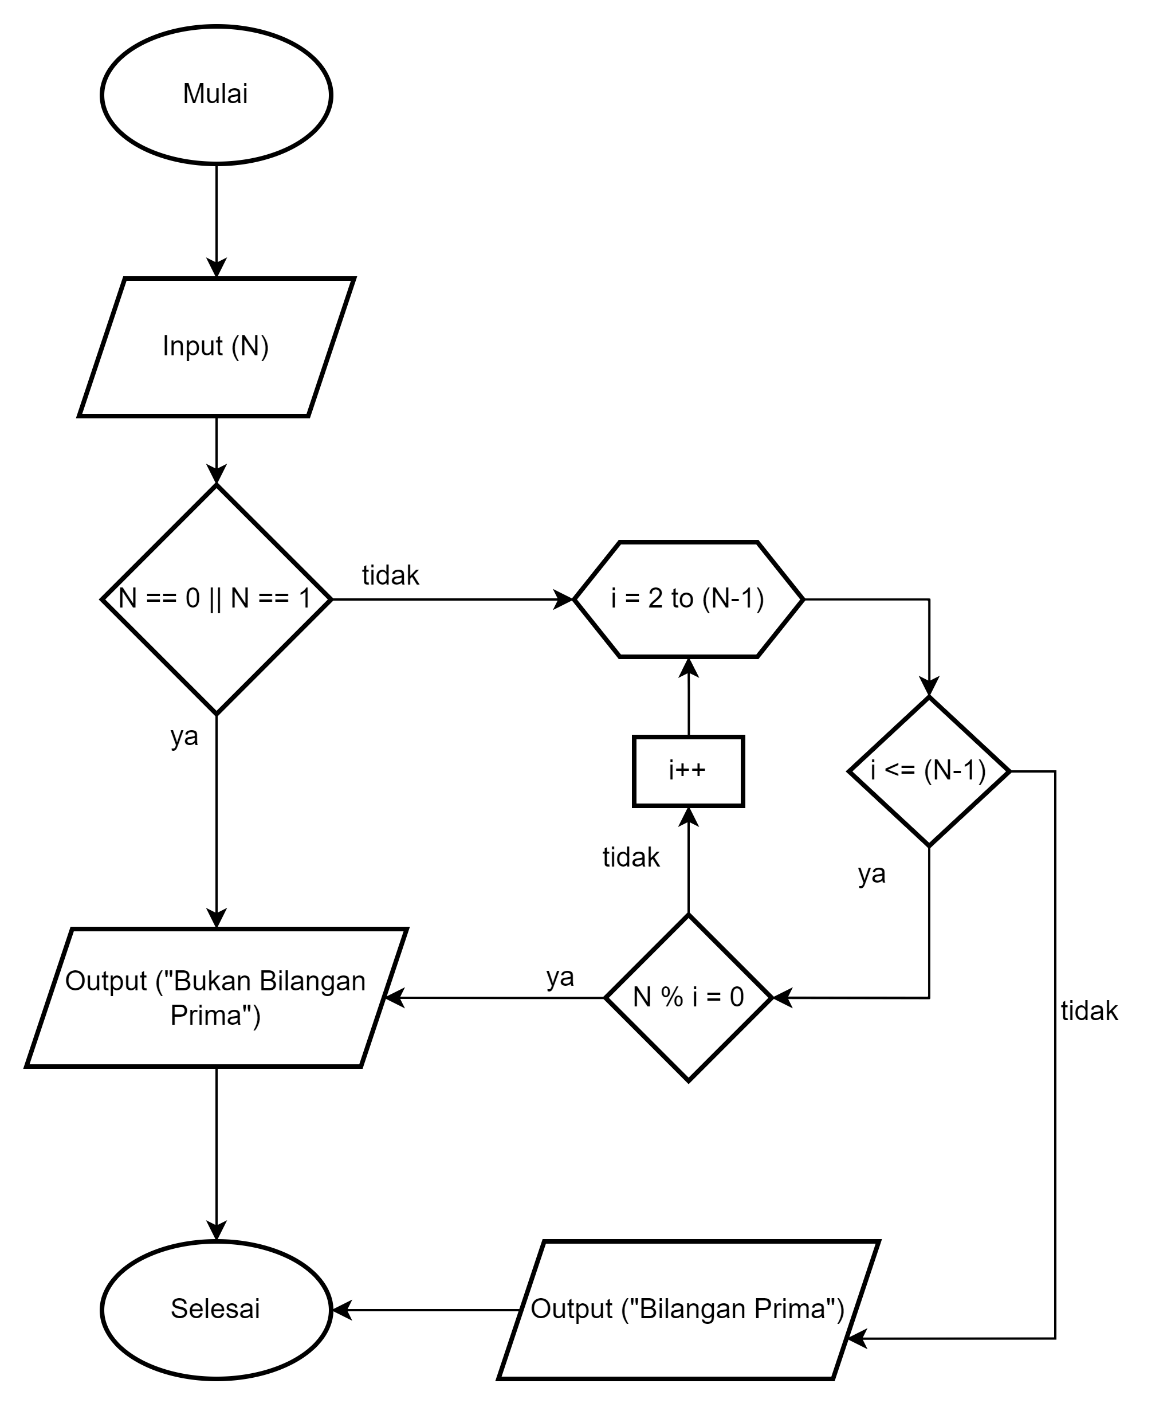 Mulai
Input (N)
N == 0 || N == 1
tidak
i = 2 to (N-1)
ya
i++
i <= (N-1)
tidak
ya
Output ("Bukan Bilangan
Prima")
ya
N % i = 0
tidak
Selesai
Output ("Bilangan Prima")